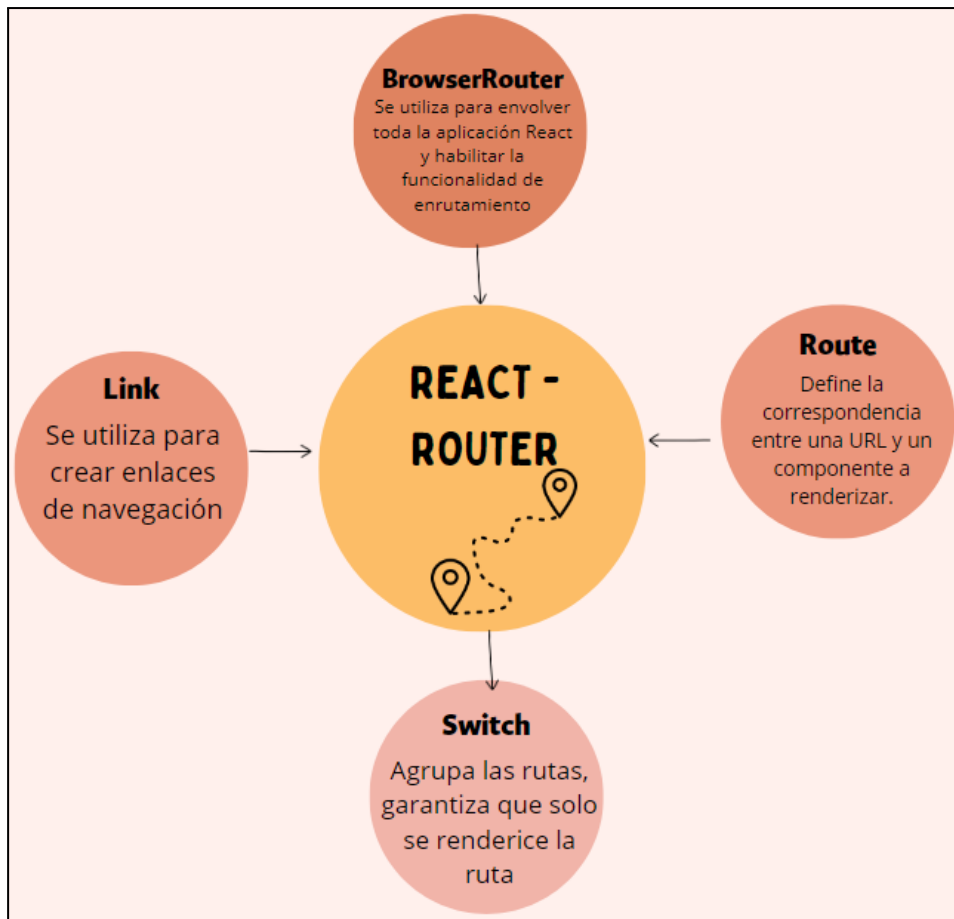 BrowserRouter
Se utiliza para envolver
toda la aplicación React
y habilitar la
funcionalidad de
enrutamiento
Link
Se utiliza para
crear enlaces
de navegación
REACT -
ROUTER
Route
Define la
correspondencia
entre una URL y un
componente a
renderizar.
Switch
Agrupa las rutas,
garantiza que solo
se renderice la
ruta